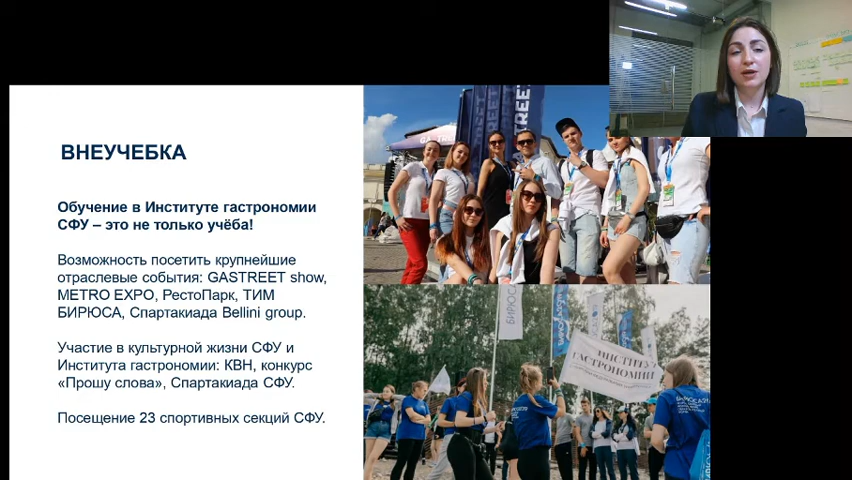 ВНЕУЧЕБКА
Обучение в Институте гастрономии
СФУ – это не только учёба!
Возможность посетить крупнейшие
отраслевые события: GASTREET show,
METRO EXPO, РестоПарк, ТИМ
БИРЮСА, Спартакиада Bellini group.
Участие в культурной жизни СФУ и
Института гастрономии: КВН, конкурс
«Прошу слова», Спартакиада СФУ.
Посещение 23 спортивных секций СФУ.
STREET
БИРЮСА
ИНСТИТУТ
ГАСТРОНОМИИ